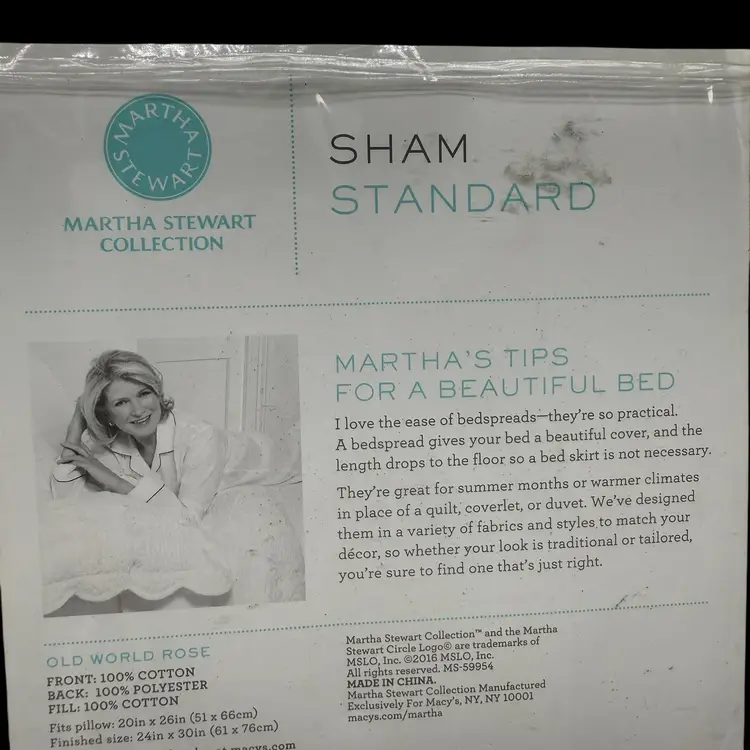 MARTHA
STEWART
MARTHA STEWART
COLLECTION
SHAM
STANDARD
MARTHA'S TIPS
FOR A BEAUTIFUL BED
I love the ease of bedspreads—they're so practical.
A bedspread gives your bed a beautiful cover, and the
length drops to the floor so a bed skirt is not necessary.
They're great for summer months or warmer climates
in place of a quilt, coverlet, or duvet. We've designed
them in a variety of fabrics and styles to match your
décor, so whether your look is traditional or tailored,
you're sure to find one that's just right.
OLD WORLD ROSE
FRONT: 100% COTTON
BACK: 100% POLYESTER
FILL: 100% COTTON
Fits pillow: 20in x 26in (51 x 66cm)
Finished size: 24in x 30in (61 x 76cm)
at macys.com
Martha Stewart Collection™ and the Martha
Stewart Circle Logo© are trademarks of
MSLO, Inc. ©2016 MSLO, Inc.
All rights reserved. MS-59954
MADE IN CHINA.
Martha Stewart Collection Manufactured
Exclusively For Macy's, NY, NY 10001
macys.com/martha